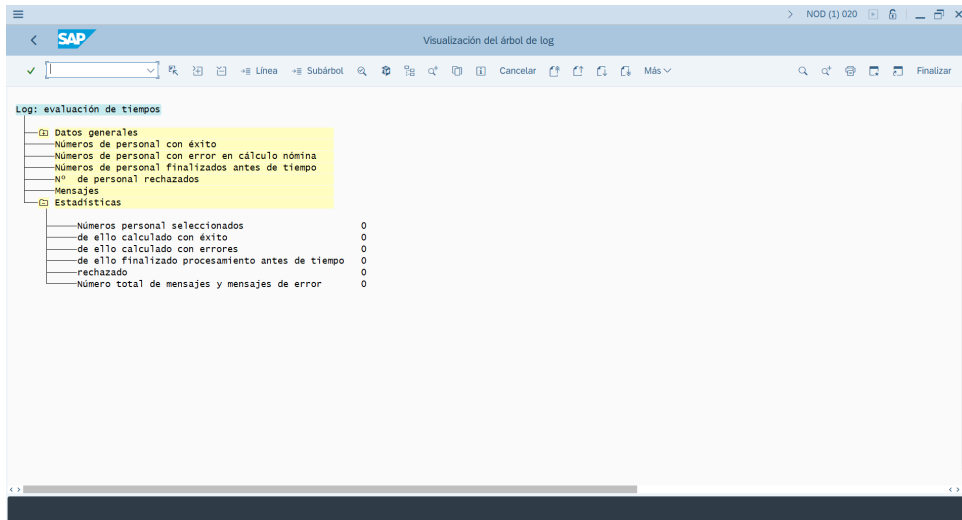 NOD (1) 020
SAP
Visualización del árbol de log
Línea Subárbol Cancelar Más Finalizar
Log: evaluación de tiempos
Datos generales
Números de personal con éxito
Números de personal con error en cálculo nómina
Números de personal finalizados antes de tiempo
Nº de personal rechazados
Mensajes
Estadísticas
Números personal seleccionados 0
de ello calculado con éxito 0
de ello calculado con errores 0
de ello finalizado procesamiento antes de tiempo 0
rechazado 0
Número total de mensajes y mensajes de error 0